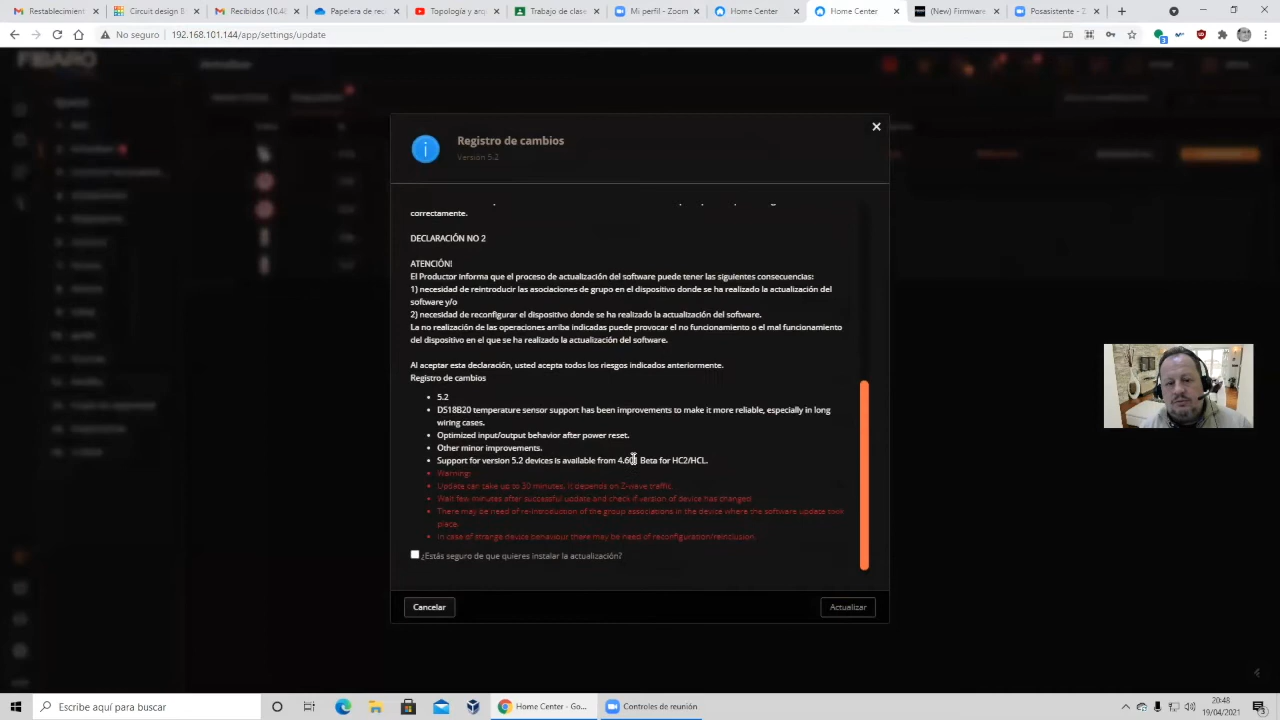 Restablecimiento
Circuit design B
Recibidos (10.48
Papelera de rec
Topología y arq
Trabajo de clase
Mi perfil - Zoom
Home Center
Home Center
(New) Firmware
Posasistente - Z
No seguro
192.168.101.144/app/settings/update
FIBARO
Registro de cambios
Versión 5.2
correctamente.
DECLARACIÓN NO 2
ATENCIÓN!
El Productor informa que el proceso de actualización del software puede tener las siguientes consecuencias:
1) necesidad de reintroducir las asociaciones de grupo en el dispositivo donde se ha realizado la actualización del
software y/o
2) necesidad de reconfigurar el dispositivo donde se ha realizado la actualización del software.
La no realización de las operaciones arriba indicadas puede provocar el no funcionamiento o el mal funcionamiento
del dispositivo en el que se ha realizado la actualización del software.
Al aceptar esta declaración, usted acepta todos los riesgos indicados anteriormente.
Registro de cambios
5.2
DS18B20 temperature sensor support has been improvements to make it more reliable, especially in long
wiring cases.
Optimized input/output behavior after power reset.
Other minor improvements.
Support for version 5.2 devices is available from Beta for HC2/HCL.
Warning:
Update can take up to 30 minutes. It depends on Z-wave traffic.
Wait few minutes after successful update and check if version of device has changed
There may be need of re-introduction of the group associations in the device where the software update took
place.
In case of strange device behaviour there may be need of reconfiguration/reinclusion.
¿Estás seguro de que quieres instalar la actualización?
Cancelar
Actualizar
Escribe aquí para buscar
Home Center - Go...
Controles de reunión
20:48
19/04/2021